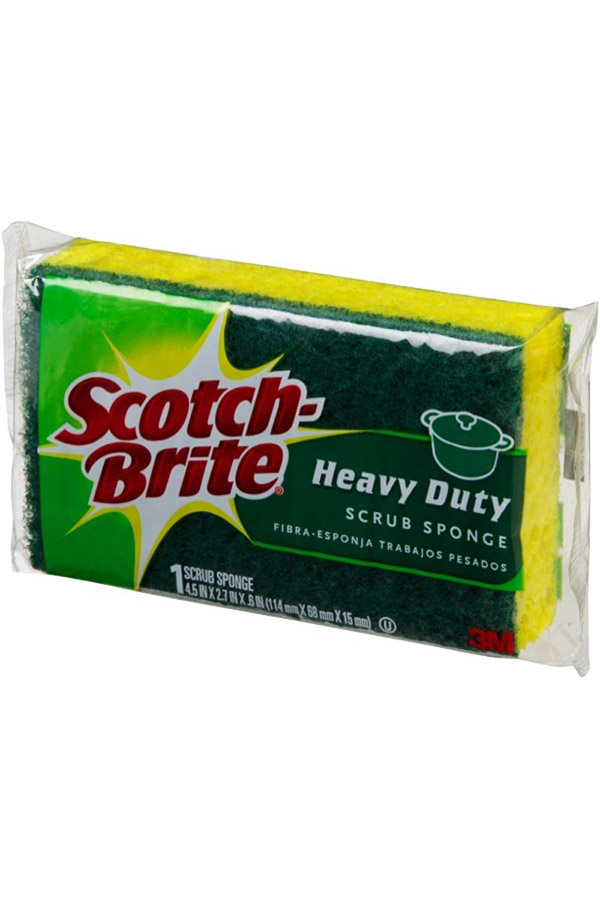 Scotch-
Brite®
Heavy Duty
SCRUB SPONGE
FIBRA-ESPONJA TRABAJOS PESADOS
1 SCRUB SPONGE
4.5 IN X 2.7 IN X .6 IN (114 mm X 68 mm X 15 mm) U
3M